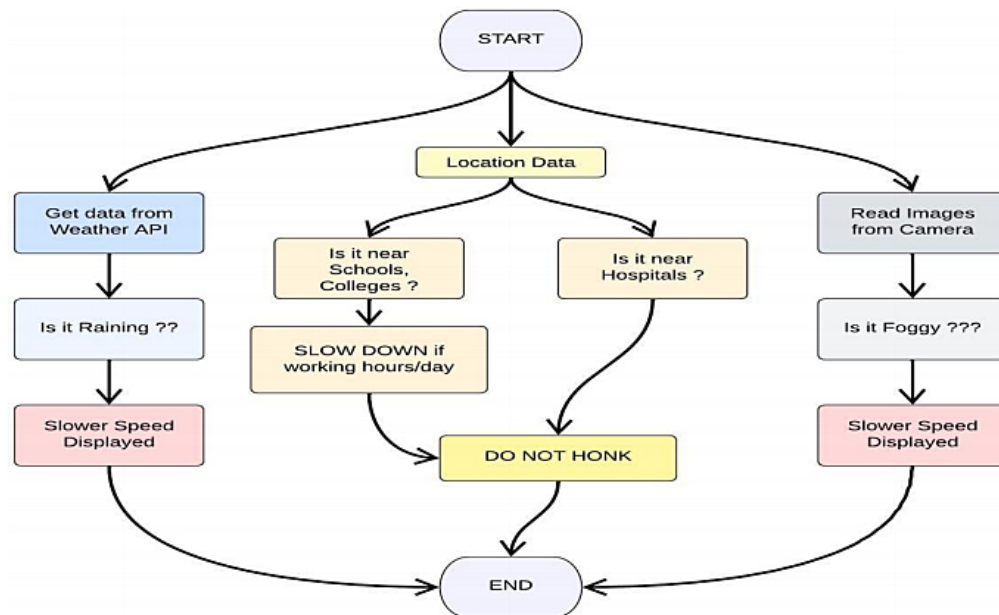 START
Location Data
Get data from
Weather API
Read Images
from Camera
Is it near
Schools,
Colleges ?
Is it near
Hospitals ?
Is it Raining ??
Is it Foggy ???
SLOW DOWN if
working hours/day
Slower Speed
Displayed
DO NOT HONK
Slower Speed
Displayed
END